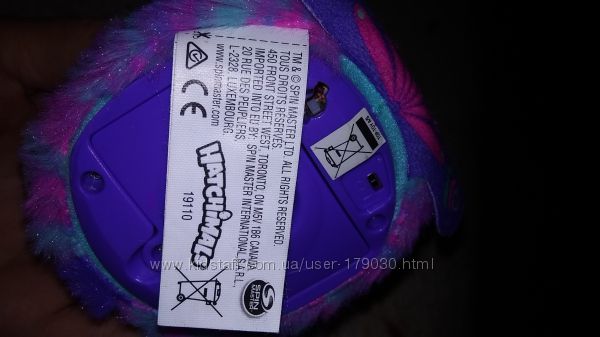 TM & © SPIN MASTER LTD. ALL RIGHTS RESERVED.
TOUS DROITS RÉSERVÉS.
450 FRONT STREET WEST, TORONTO, ON M5V 1B6 CANADA
IMPORTED INTO EU BY: SPIN MASTER INTERNATIONAL S.A.R.L.,
20 RUE DES PEUPLIERS,
L-2328, LUXEMBOURG.
www.spinmaster.com
CE
HATCHiMALS
19110
SPIN
MASTER
www.kidstaff.com.ua/user-179030.html